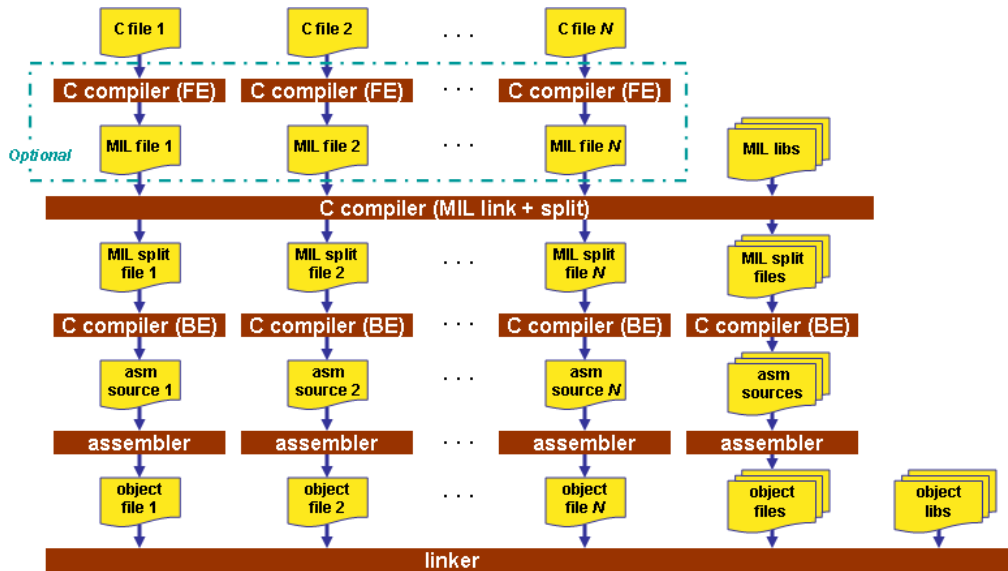 C file 1
C file 2
. . .
C file N
C compiler (FE)
C compiler (FE)
. . .
C compiler (FE)
Optional
MIL file 1
MIL file 2
. . .
MIL file N
MIL libs
C compiler (MIL link + split)
MIL split
file 1
MIL split
file 2
. . .
MIL split
file N
MIL split
files
C compiler (BE)
C compiler (BE)
. . .
C compiler (BE)
C compiler (BE)
asm
source 1
asm
source 2
. . .
asm
source N
asm
sources
assembler
assembler
. . .
assembler
assembler
object
file 1
object
file 2
. . .
object
file N
object
files
object
libs
linker